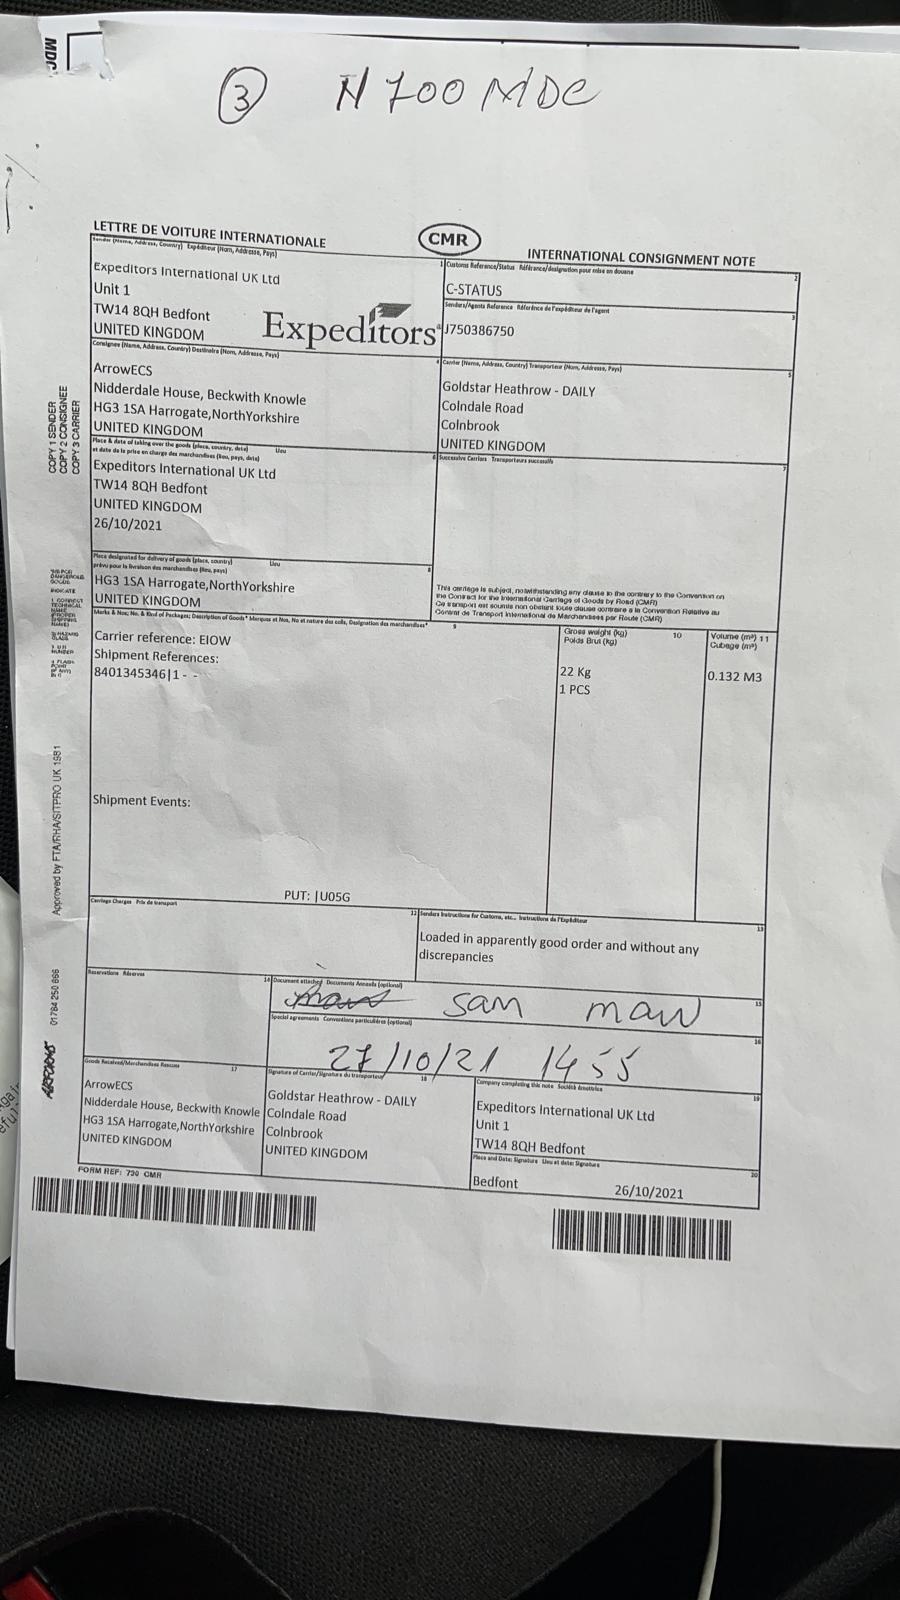 MDC
3 N700MDC
LETTRE DE VOITURE INTERNATIONALE
CMR
INTERNATIONAL CONSIGNMENT NOTE
Sender (Name, Address, Country) Expéditeur (Nom, Addresse, Pays)
1
Expeditors International UK Ltd
Unit 1
TW14 8QH Bedfont
UNITED KINGDOM
Expeditors
Customs Reference/Status Référance/designation pour mise en douane
2
C-STATUS
Senders/Agents Reference Référence de l'expéditeur de l'agent
3
J750386750
Consignee (Name, Address, Country) Destinaire (Nom, Addresse, Pays)
4
ArrowECS
Nidderdale House, Beckwith Knowle
HG3 1SA Harrogate,NorthYorkshire
UNITED KINGDOM
Carrier (Name, Address, Country) Transporteur (Nom, Address, Pays)
5
Goldstar Heathrow - DAILY
Colndale Road
Colnbrook
UNITED KINGDOM
Place & date of taking over the goods (place, country, date) Lieu
et date de la prise en charge des marchandises (lieu, pays, date)
6
Expeditors International UK Ltd
TW14 8QH Bedfont
UNITED KINGDOM
26/10/2021
Successive Carriers Transporteurs successifs
7
Place designated for delivery of goods (place, country) Lieu
prévu pour la livraison des marchandises (lieu, pays)
8
HG3 1SA Harrogate,NorthYorkshire
UNITED KINGDOM
This carriage is subject, notwithstanding any clause to the contrary to the Convention on
the Contract for the International Carriage of Goods by Road (CMR)
Ce transport est soumis non obstant toute clause contraire a la Convention Relative au
Contrat de Transport International de Marchandises par Route (CMR)
Marks & Nos; No. & Kind of Packages; Description of Goods* Marques et Nos, No et nature des colis, Designation des marchandises*
9
Gross weight (kg) 10
Poids Brut (kg)
Volume (m³) 11
Cubage (m³)
Carrier reference: EIOW
Shipment References:
8401345346|1 - -
22 Kg
1 PCS
0.132 M3
Shipment Events:
PUT: |U05G
Carriage Charges Prix de transport
12
Senders Instructions for Customs, etc... Instructions de l'Expéditeur
13
Loaded in apparently good order and without any
discrepancies
Reservations Réserves
14
Document attached Documents Annexés (optional)
15
sam maw
Special agreements Conventions particulières (optional)
16
27/10/21 1455
Goods Received/Merchandises Recues
17
ArrowECS
Nidderdale House, Beckwith Knowle
HG3 1SA Harrogate,NorthYorkshire
UNITED KINGDOM
Signature of Carrier/Signature du transporteur
18
Goldstar Heathrow - DAILY
Colndale Road
Colnbrook
UNITED KINGDOM
Company completing this note Société émettrice
19
Expeditors International UK Ltd
Unit 1
TW14 8QH Bedfont
Place and Date; Signature Lieu et date; Signature
20
Bedfont 26/10/2021
FORM REF: 730 CMR
COPY 1 SENDER
COPY 2 CONSIGNEE
COPY 3 CARRIER
Approved by FTA/RHA/SITPRO UK 1981
01784 250 666
AIRFORMS